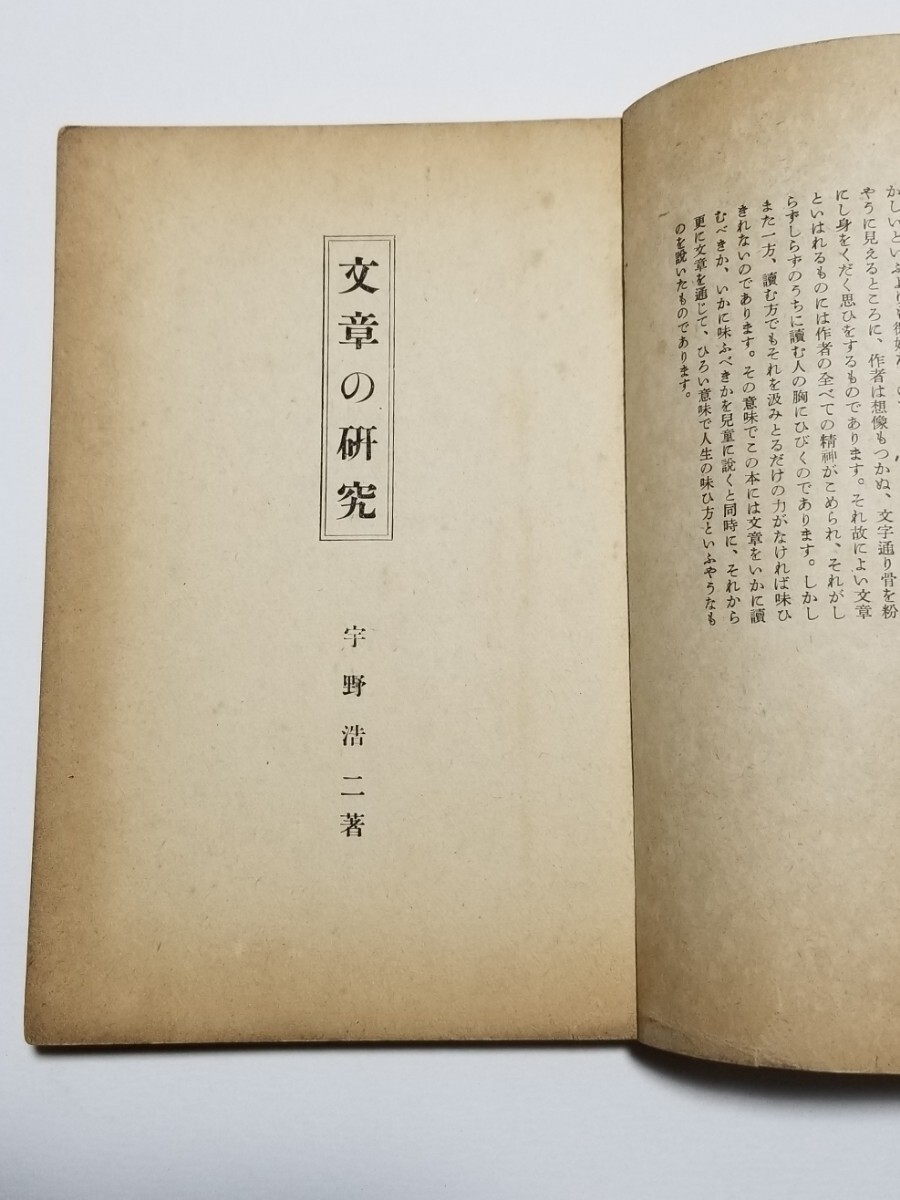 かしいといふより
やうに見えるところに、作者は想像もつかぬ、文字通り骨を粉
にし身をくだく思ひをするものであります。それ故によい文章
といはれるものには作者の全べての精神がこめられ、それがし
らずしらずのうちに讀む人の胸にひびくのであります。しかし
また一方、讀む方でもそれを汲みとるだけの力がなければ味ひ
きれないのであります。その意味でこの本には文章をいかに讀
むべきか、いかに味ふべきかを兒童に説くと同時に、それから
更に文章を通じて、ひろい意味で人生の味ひ方といふやうなも
のを説いたものであります。
文章の研究
宇野浩二著